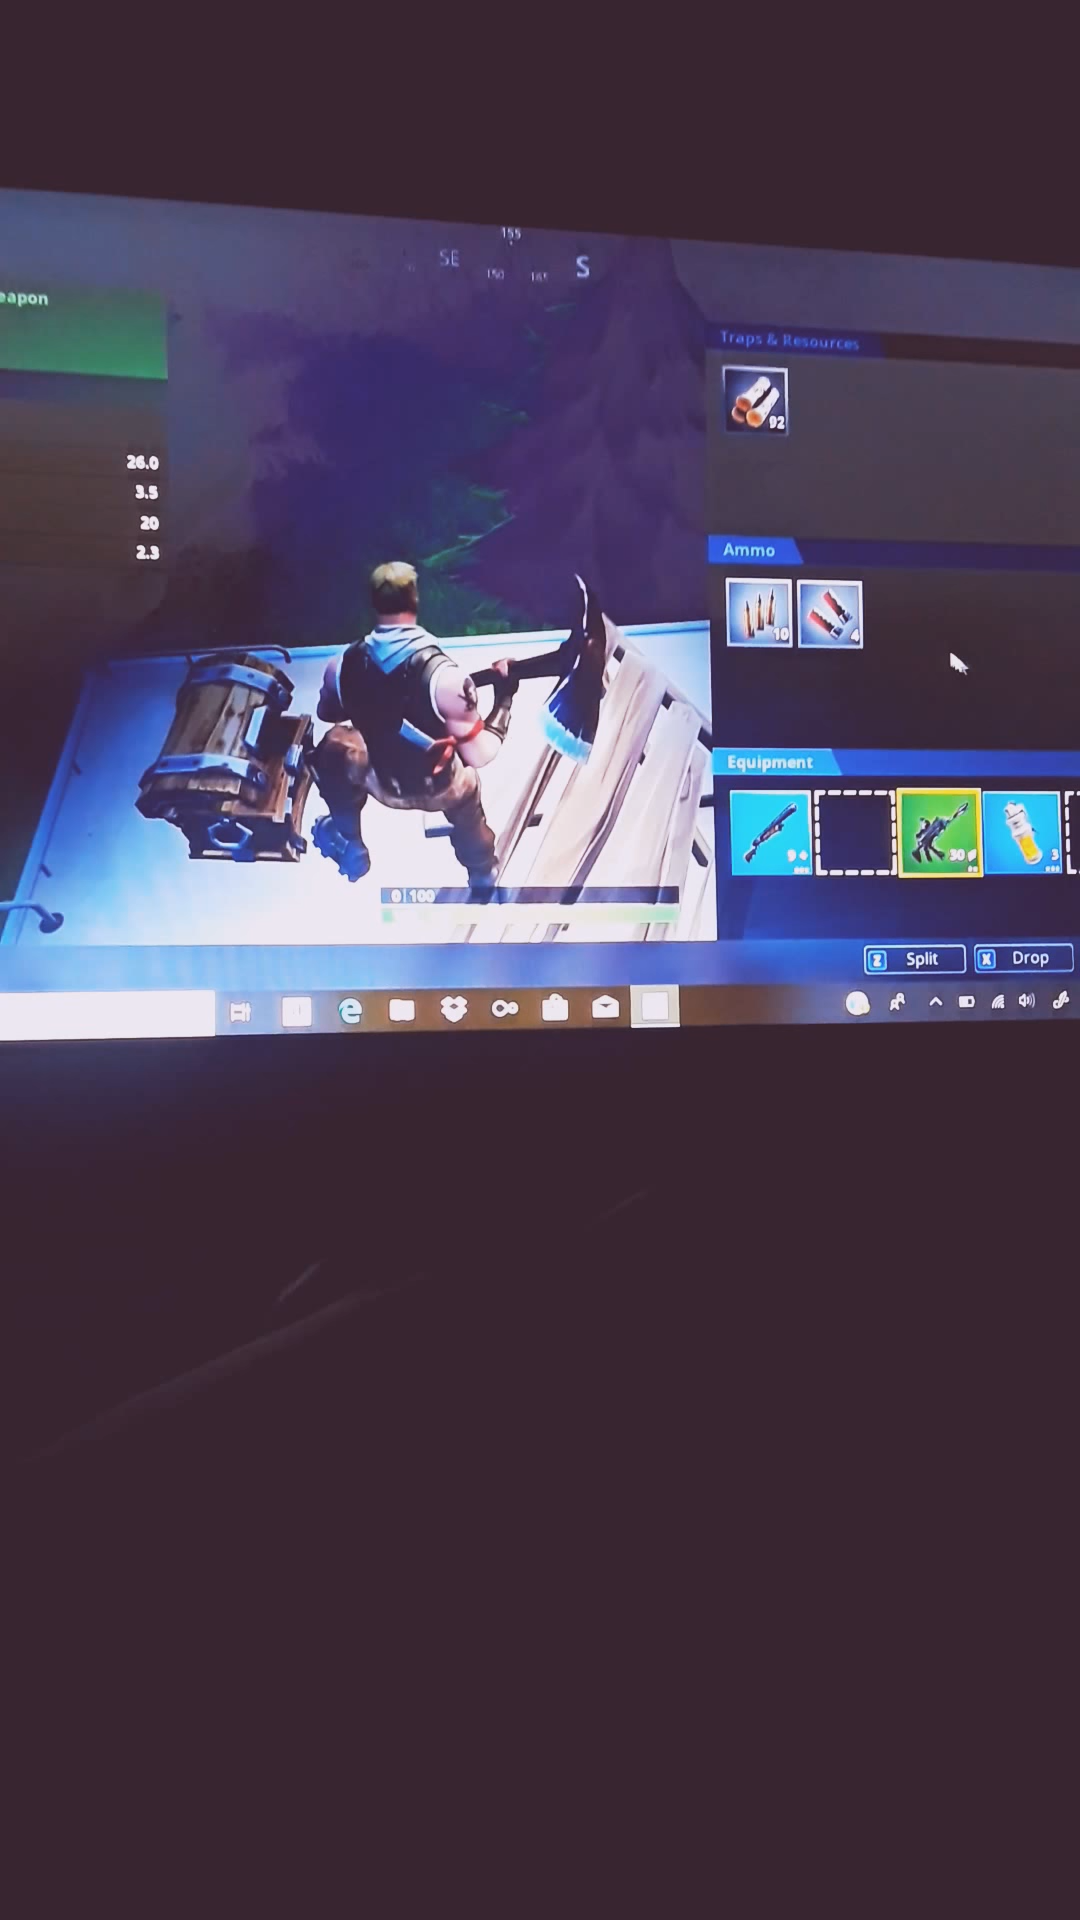 155
SE
150
165
S
eapon
26.0
3.5
20
2.3
Traps & Resources
92
Ammo
10
4
Equipment
9
30
3
0 | 100
Z Split
X Drop